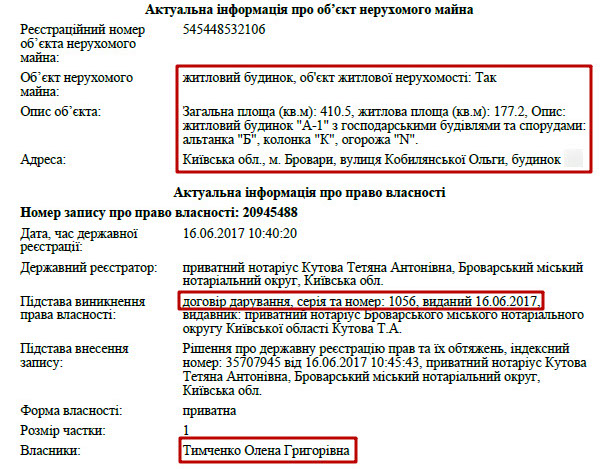 Актуальна інформація про об’єкт нерухомого майна
Реєстраційний номер
об’єкта нерухомого
майна:
545448532106
Об’єкт нерухомого
майна:
житловий будинок, об'єкт житлової нерухомості: Так
Опис об’єкта:
Загальна площа (кв.м): 410.5, житлова площа (кв.м): 177.2, Опис:
житловий будинок "А-1" з господарськими будівлями та спорудами:
альтанка "Б", колонка "К", огорожа "N".
Адреса:
Київська обл., м. Бровари, вулиця Кобилянської Ольги, будинок
Актуальна інформація про право власності
Номер запису про право власності: 20945488
Дата, час державної
реєстрації:
16.06.2017 10:40:20
Державний реєстратор:
приватний нотаріус Кутова Тетяна Антонівна, Броварський міський
нотаріальний округ, Київська обл.
Підстава виникнення
права власності:
договір дарування, серія та номер: 1056, виданий 16.06.2017,
видавник: приватний нотаріус Броварського міського нотаріального
округу Київської області Кутова Т.А.
Підстава внесення
запису:
Рішення про державну реєстрацію прав та їх обтяжень, індексний
номер: 35707945 від 16.06.2017 10:45:43, приватний нотаріус Кутова
Тетяна Антонівна, Броварський міський нотаріальний округ,
Київська обл.
Форма власності:
приватна
Розмір частки:
1
Власники:
Тимченко Олена Григорівна